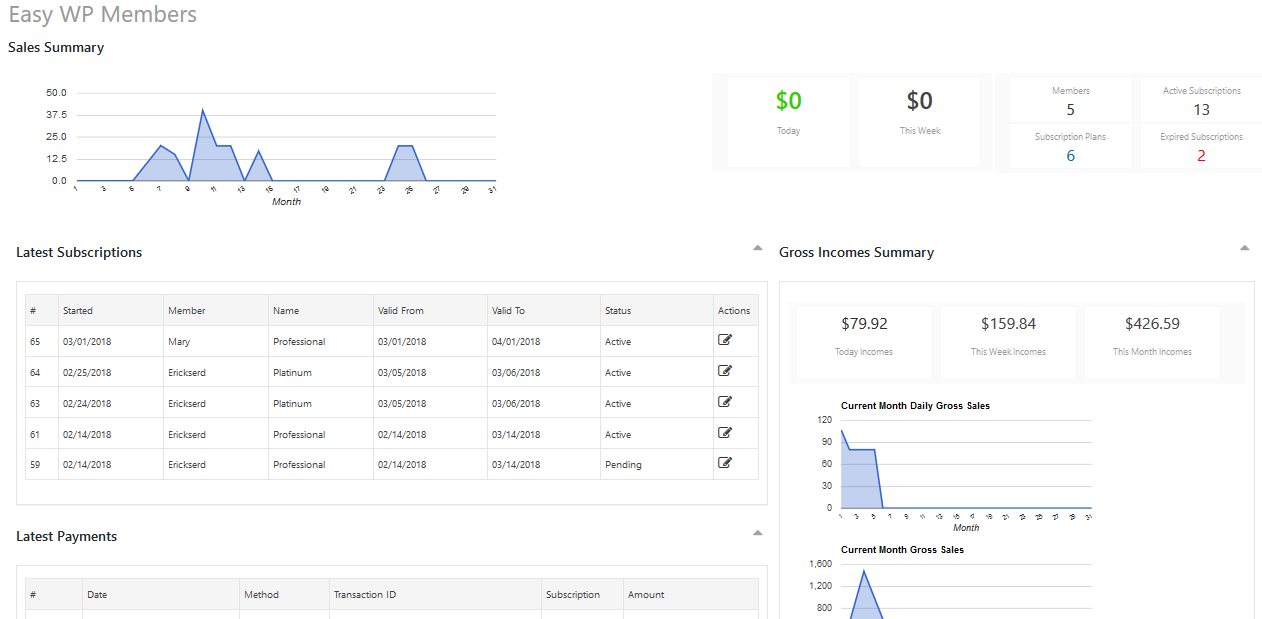 Easy WP Members
Sales Summary
50.0
37.5
25.0
12.5
0.0
1 3 5 7 9 11 13 15 17 19 21 23 25 27 29 31
Month
$0
Today
$0
This Week
Members
5
Active Subscriptions
13
Subscription Plans
6
Expired Subscriptions
2
Latest Subscriptions
# Started Member Name Valid From Valid To Status Actions
65 03/01/2018 Mary Professional 03/01/2018 04/01/2018 Active
64 02/25/2018 Erickserd Platinum 03/05/2018 03/06/2018 Active
63 02/24/2018 Erickserd Platinum 03/05/2018 03/06/2018 Active
61 02/14/2018 Erickserd Professional 02/14/2018 03/14/2018 Active
59 02/14/2018 Erickserd Professional 02/14/2018 03/14/2018 Pending
Latest Payments
# Date Method Transaction ID Subscription Amount
Gross Incomes Summary
$79.92
Today Incomes
$159.84
This Week Incomes
$426.59
This Month Incomes
Current Month Daily Gross Sales
120
90
60
30
0
1 3 5 7 9 11 13 15 17 19 21 23 25 27 29 31
Month
Current Month Gross Sales
1,600
1,200
800